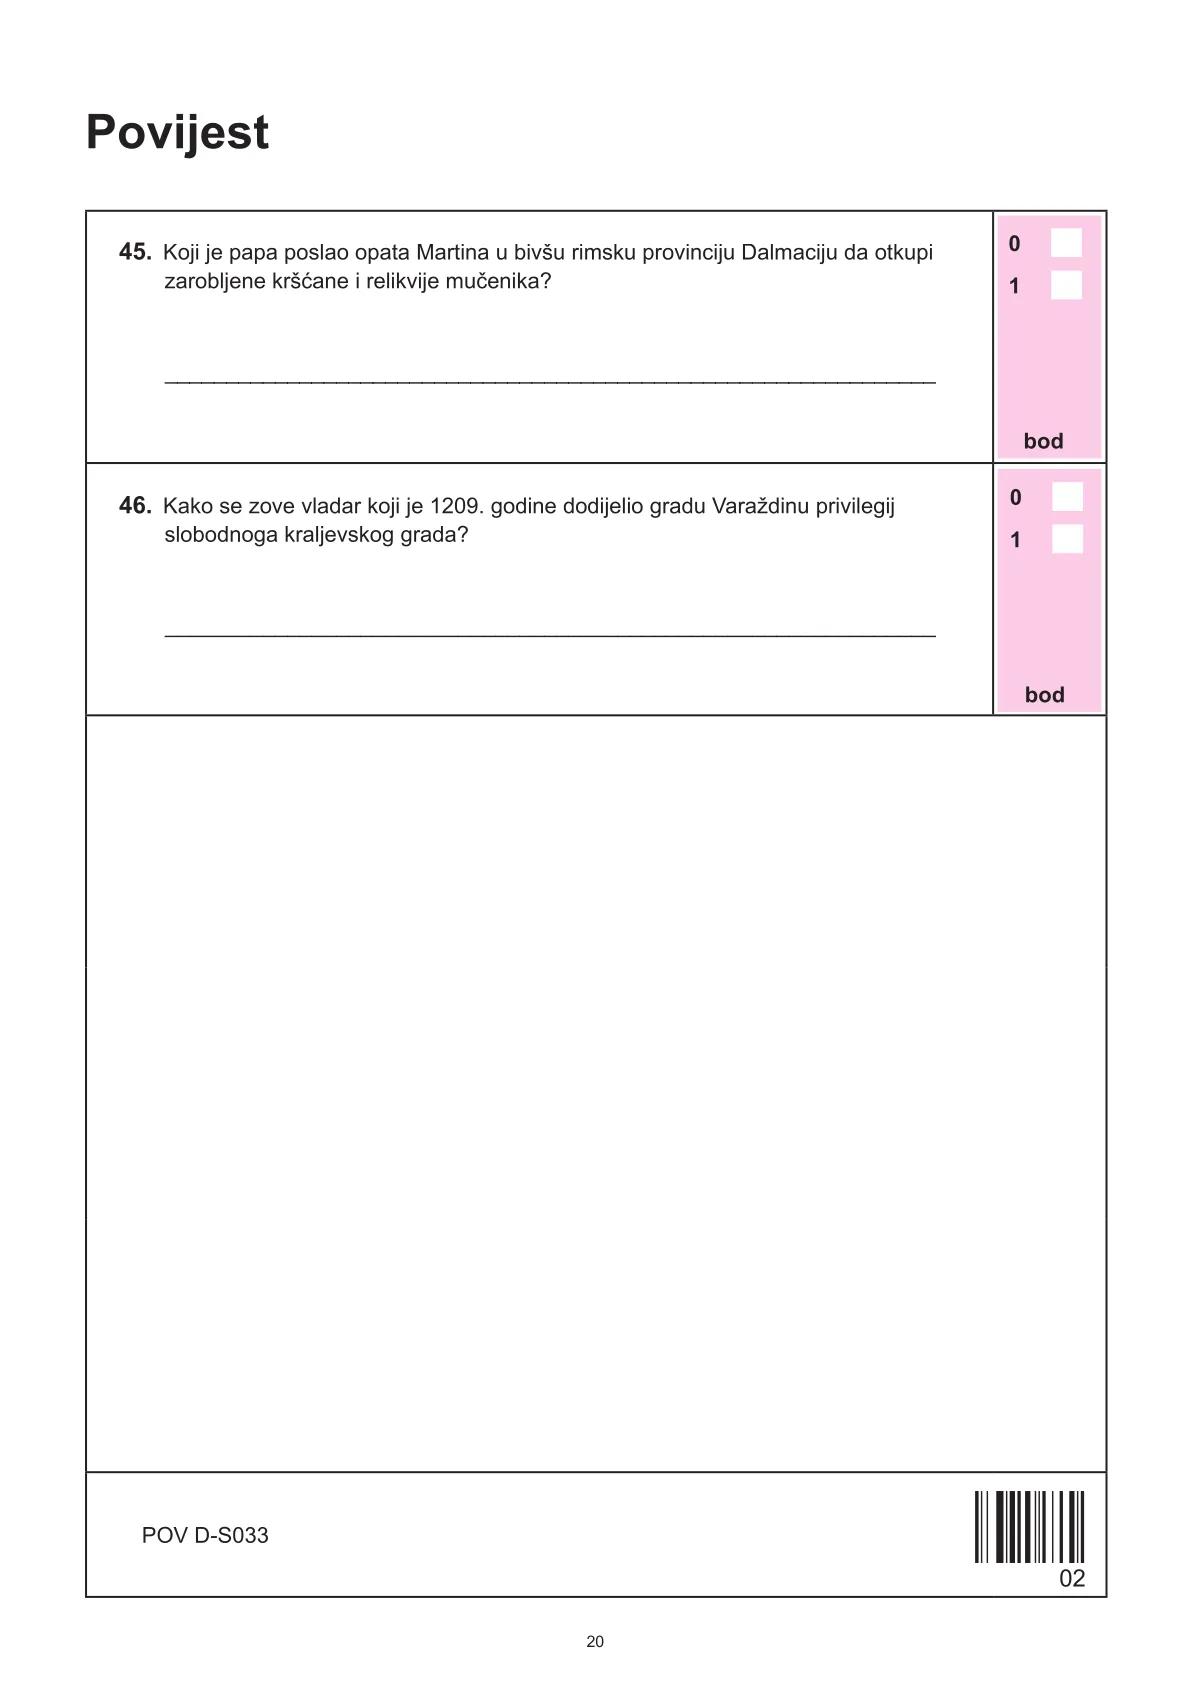 Povijest
45. Koji je papa poslao opata Martina u bivšu rimsku provinciju Dalmaciju da otkupi
zarobljene kršćane i relikvije mučenika?
0
1
bod
46. Kako se zove vladar koji je 1209. godine dodijelio gradu Varaždinu privilegij
slobodnoga kraljevskog grada?
0
1
bod
POV D-S033
02
20